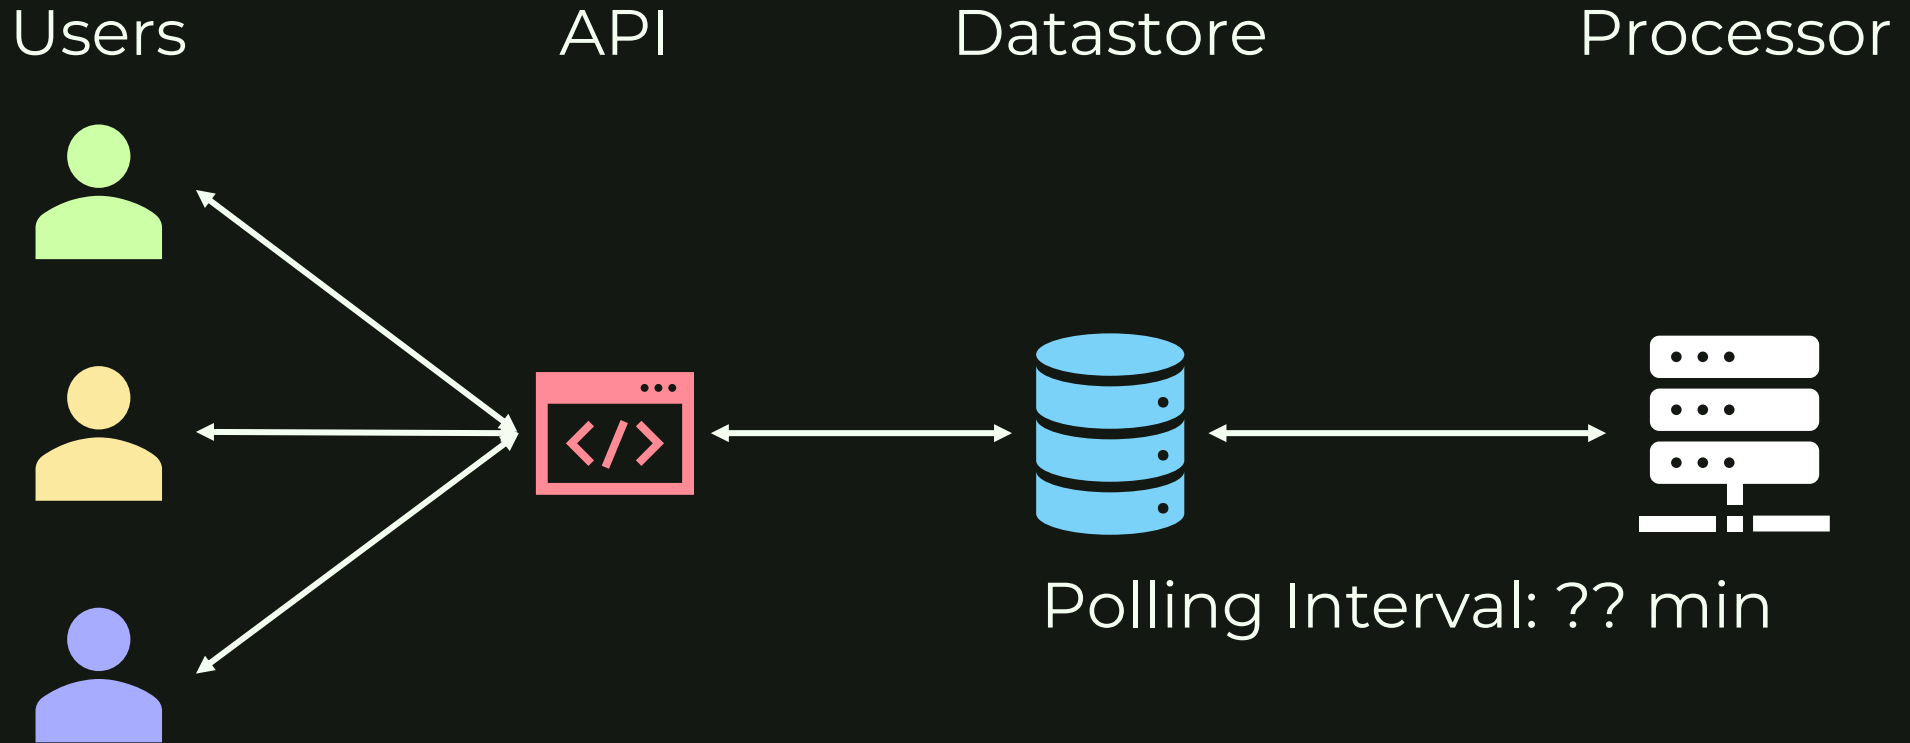 Users
API
Datastore
Processor
</>
Polling Interval: ?? min